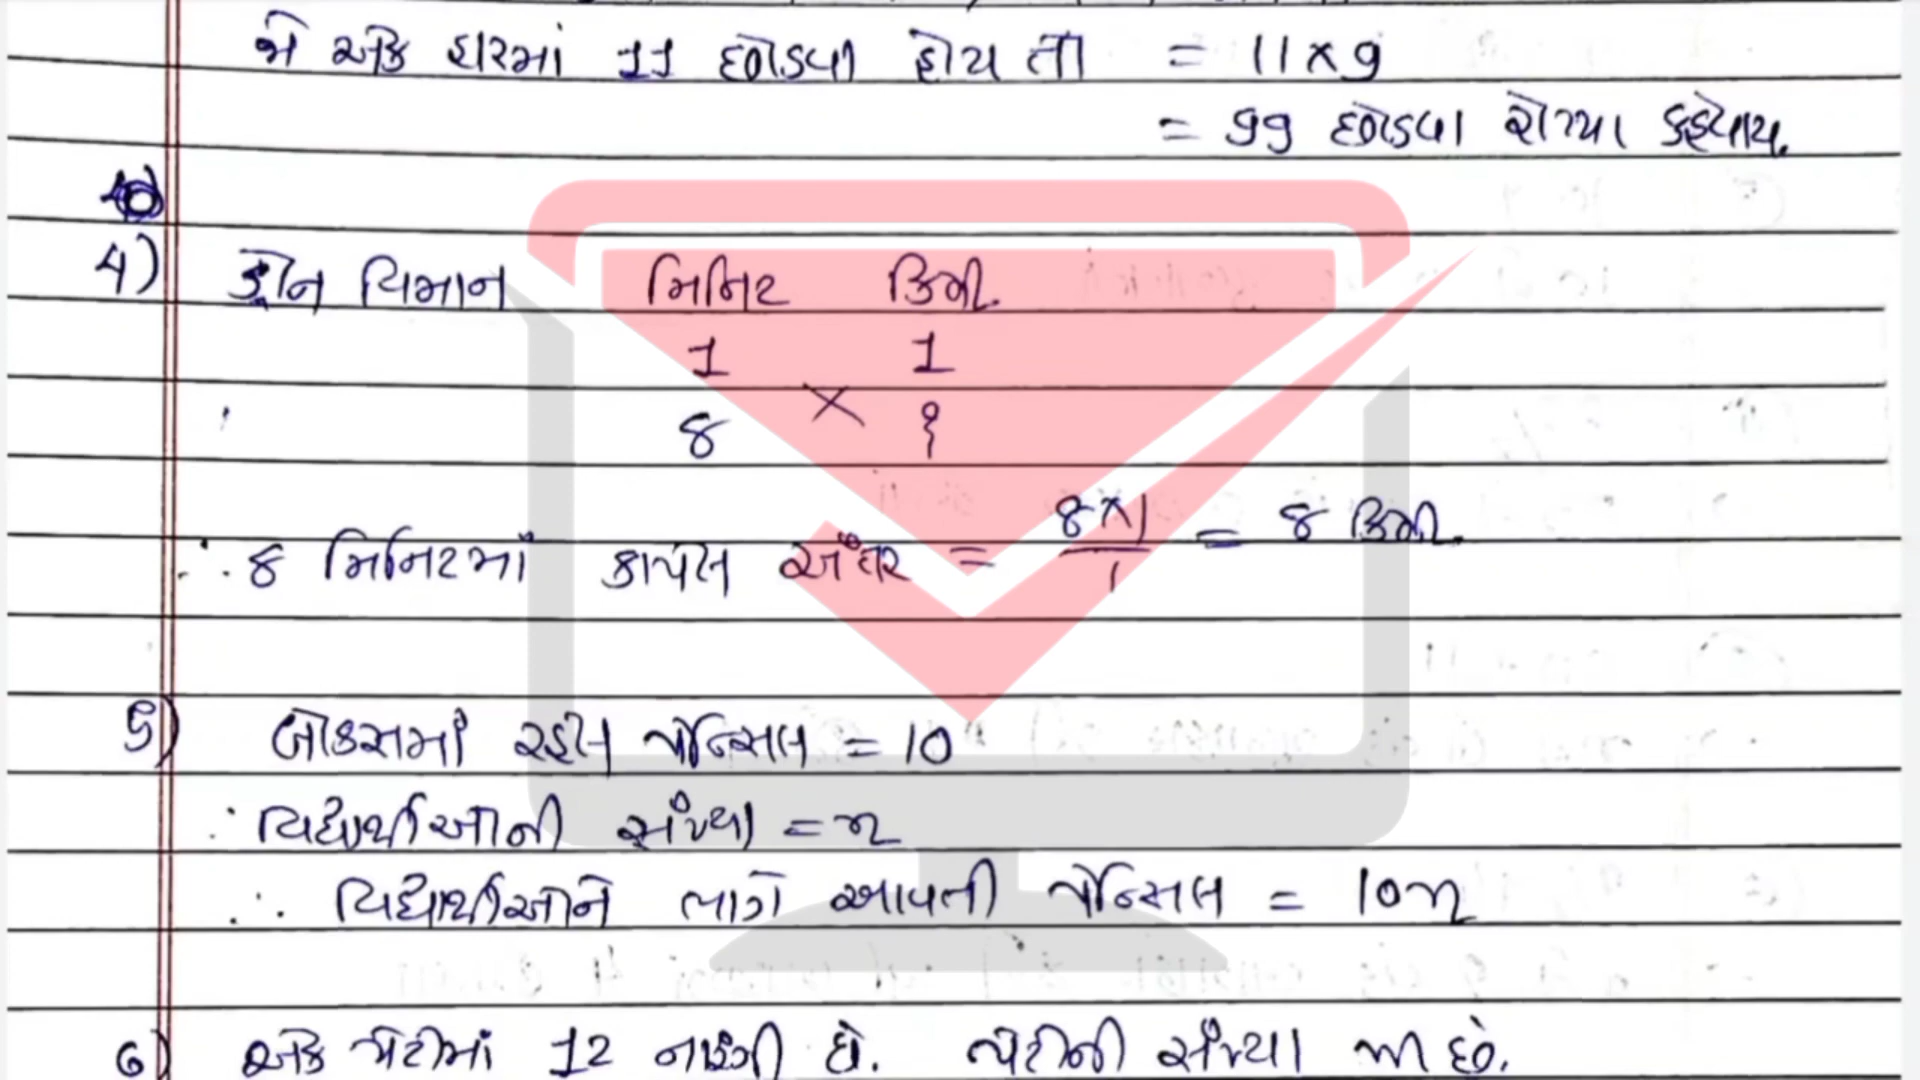 જો એક હારમાં 11 છોડવા હોય તો = 11 × 9
= 99 છોડવા રોપ્યા કહેવાય.
4) ડ્રોન વિમાન મિનિટ કિમી.
1 1
8 × ?
∴ 8 મિનિટમાં કાપેલ અંતર = 8×1/1 = 8 કિમી.
5) બોક્સમાં રહેલ પેન્સિલ = 10
∴ વિદ્યાર્થીઓની સંખ્યા = n
∴ વિદ્યાર્થીઓને ભાગે આવતી પેન્સિલ = 10n
6) એક પેટીમાં 12 નારંગી છે. પેટીની સંખ્યા m છે.